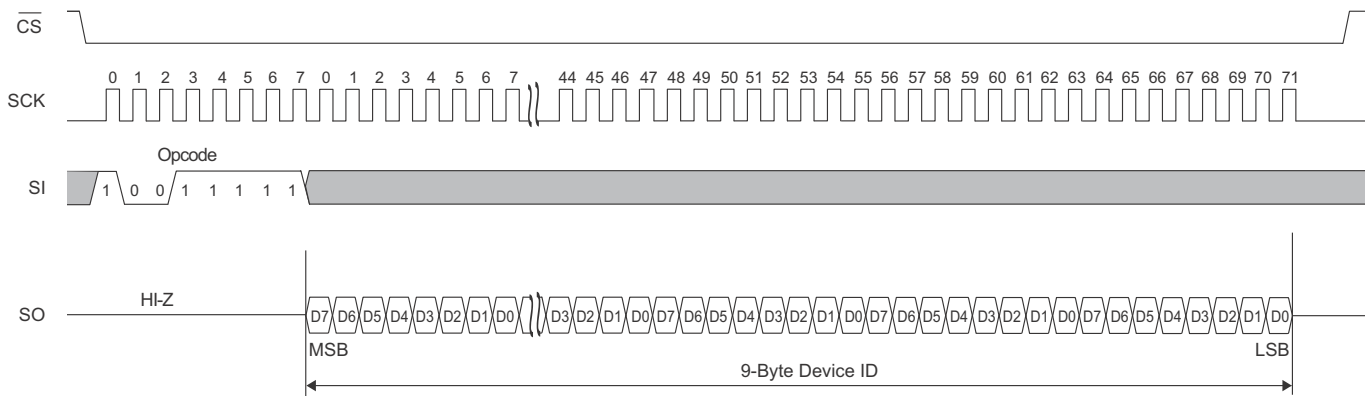 CS
0 1 2 3 4 5 6 7 0 1 2 3 4 5 6 7 44 45 46 47 48 49 50 51 52 53 54 55 56 57 58 59 60 61 62 63 64 65 66 67 68 69 70 71
SCK
Opcode
SI 1 0 0 1 1 1 1 1
HI-Z
SO D7 D6 D5 D4 D3 D2 D1 D0 D3 D2 D1 D0 D7 D6 D5 D4 D3 D2 D1 D0 D7 D6 D5 D4 D3 D2 D1 D0 D7 D6 D5 D4 D3 D2 D1 D0
MSB LSB
9-Byte Device ID